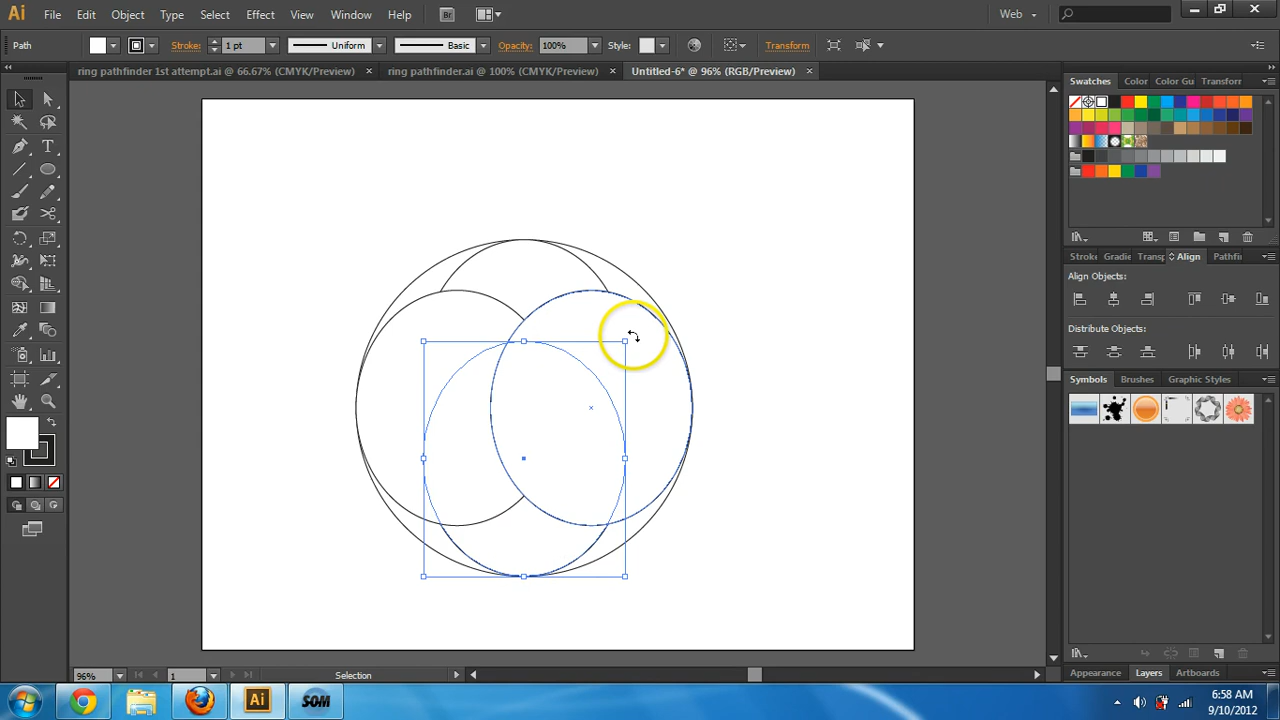 Ai File Edit Object Type Select Effect View Window Help Br Web
Path Stroke: 1 pt Uniform Basic Opacity: 100% Style: Transform
ring pathfinder 1st attempt.ai @ 66.67% (CMYK/Preview) × ring pathfinder.ai @ 100% (CMYK/Preview) × Untitled-6* @ 96% (RGB/Preview) ×
Swatches Color Color Gu Transform
Stroke Gradie Transp Align Pathfi
Align Objects:
Distribute Objects:
Symbols Brushes Graphic Styles
96% 1 Selection
Appearance Layers Artboards
Ai SOM
6:58 AM
9/10/2012